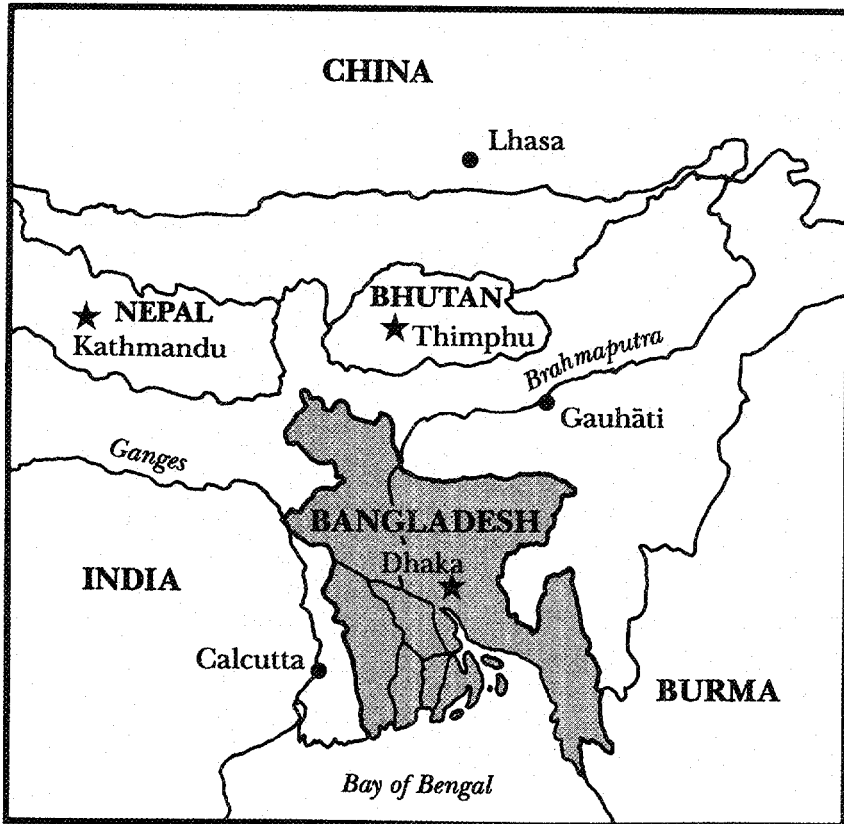 CHINA
Lhasa
NEPAL
Kathmandu
BHUTAN
Thimphu
Brahmaputra
Gauhāti
Ganges
BANGLADESH
Dhaka
INDIA
Calcutta
BURMA
Bay of Bengal